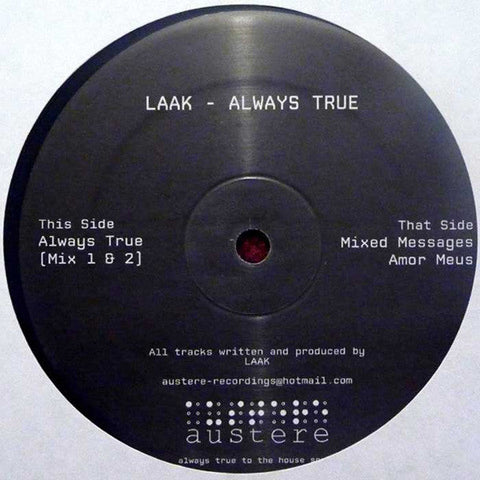 LAAK - ALWAYS TRUE
This Side
Always True
[Mix 1 & 2]
That Side
Mixed Messages
Amor Meus
All tracks written and produced by
LAAK
austere-recordings@hotmail.com
austere
always true to the house